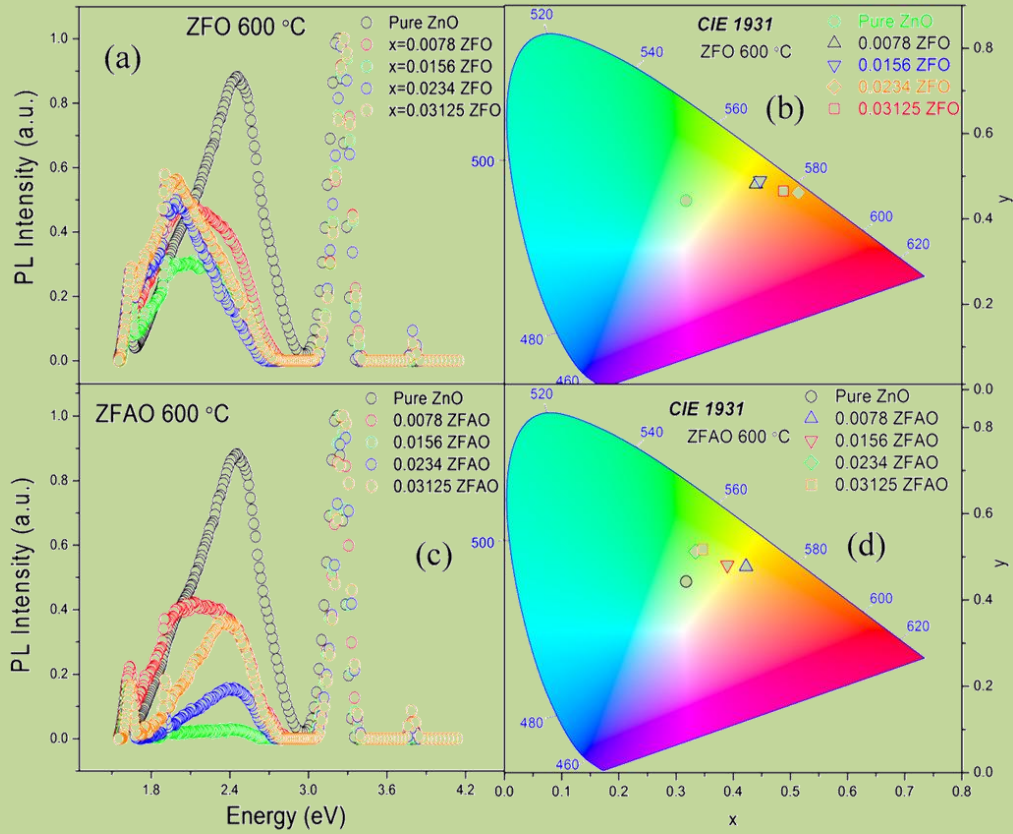 ZFO 600 °C
(a)
Pure ZnO
x=0.0078 ZFO
x=0.0156 ZFO
x=0.0234 ZFO
x=0.03125 ZFO
1.0
0.8
0.6
0.4
0.2
0.0
PL Intensity (a.u.)
CIE 1931
ZFO 600 °C
(b)
Pure ZnO
0.0078 ZFO
0.0156 ZFO
0.0234 ZFO
0.03125 ZFO
520
540
560
580
600
620
500
480
460
0.8
0.6
0.4
0.2
0.0
y
ZFAO 600 °C
(c)
Pure ZnO
0.0078 ZFAO
0.0156 ZFAO
0.0234 ZFAO
0.03125 ZFAO
1.0
0.8
0.6
0.4
0.2
0.0
PL Intensity (a.u.)
1.8 2.4 3.0 3.6 4.2
Energy (eV)
CIE 1931
ZFAO 600 °C
(d)
Pure ZnO
0.0078 ZFAO
0.0156 ZFAO
0.0234 ZFAO
0.03125 ZFAO
520
540
560
580
600
620
500
480
460
0.8
0.6
0.4
0.2
0.0
y
0.0 0.1 0.2 0.3 0.4 0.5 0.6 0.7 0.8
x